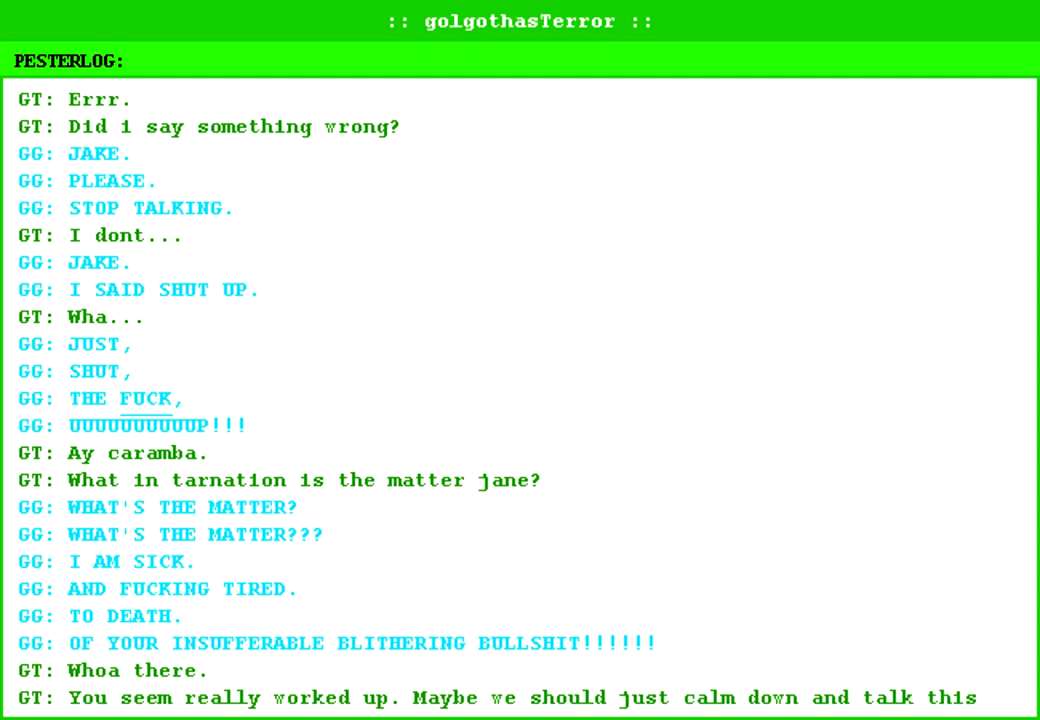 :: golgothasTerror ::
PESTERLOG:
GT: Errr.
GT: Did i say something wrong?
GG: JAKE.
GG: PLEASE.
GG: STOP TALKING.
GT: I dont...
GG: JAKE.
GG: I SAID SHUT UP.
GT: Wha...
GG: JUST,
GG: SHUT,
GG: THE FUCK,
GG: UUUUUUUUUUP!!!
GT: Ay caramba.
GT: What in tarnation is the matter jane?
GG: WHAT'S THE MATTER?
GG: WHAT'S THE MATTER???
GG: I AM SICK.
GG: AND FUCKING TIRED.
GG: TO DEATH.
GG: OF YOUR INSUFFERABLE BLITHERING BULLSHIT!!!!!!
GT: Whoa there.
GT: You seem really worked up. Maybe we should just calm down and talk this